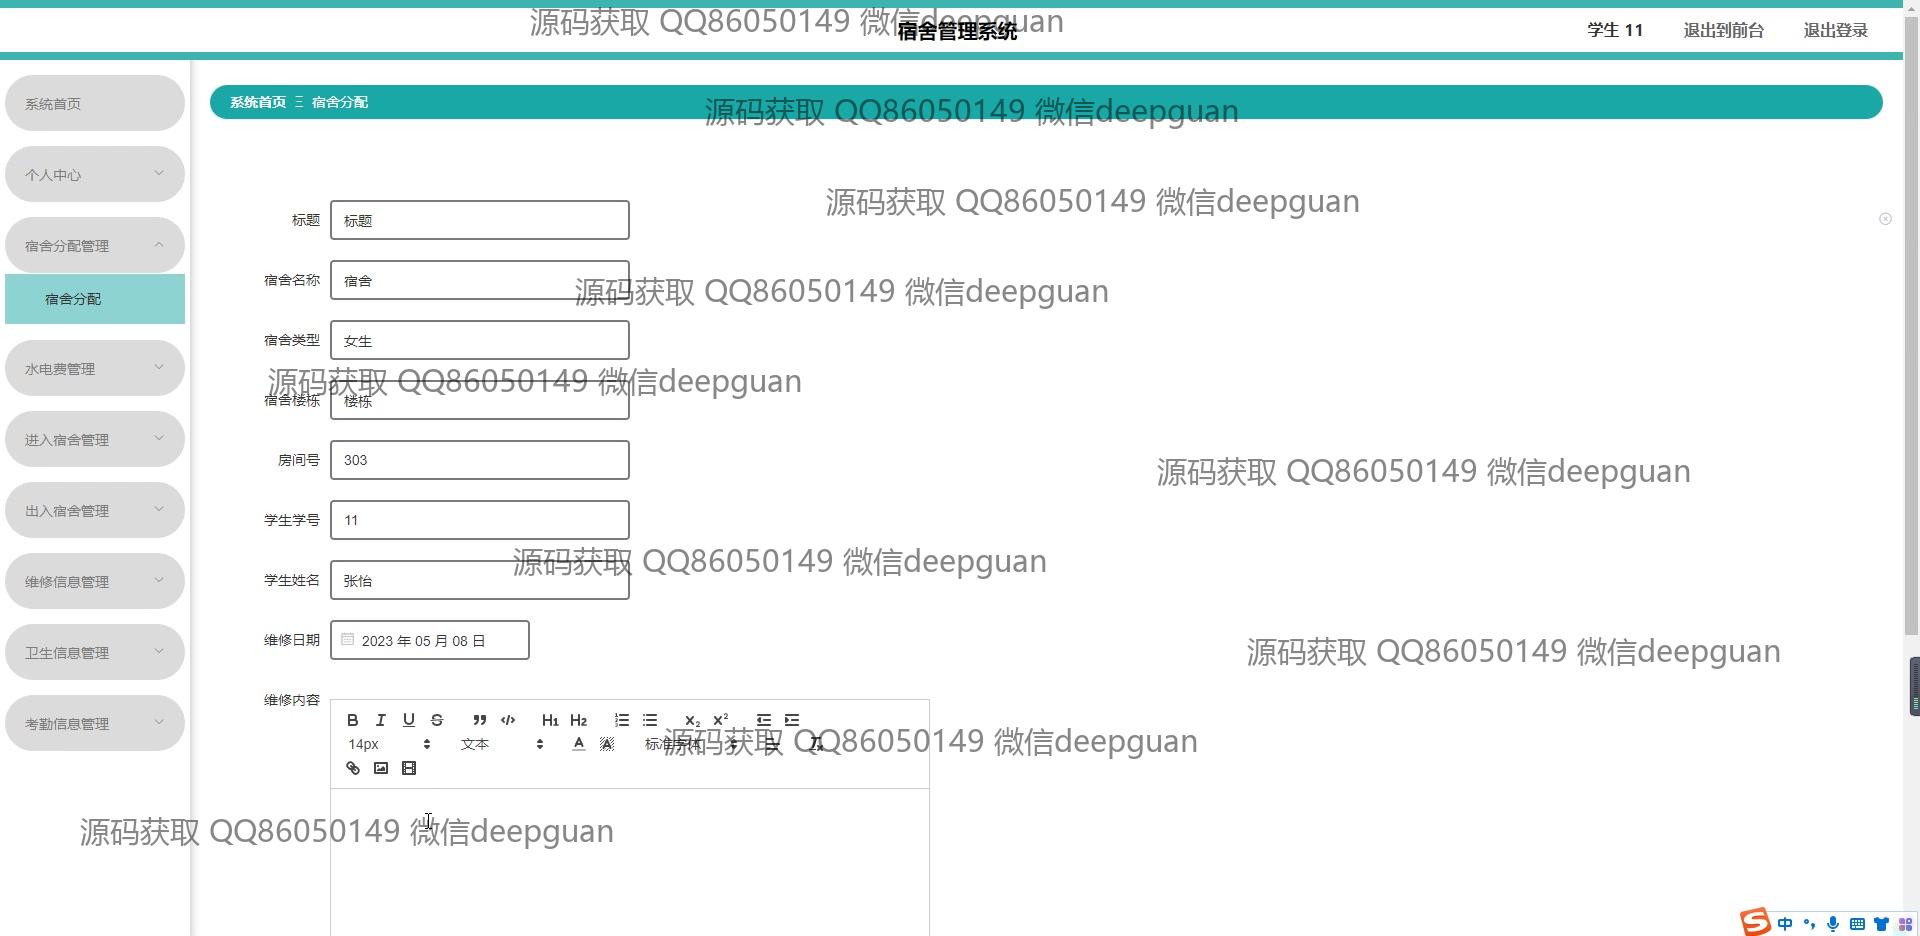 源码获取 QQ86050149 微信deepguan
宿舍管理系统
学生 11
退出到前台
退出登录
系统首页
个人中心
宿舍分配管理
宿舍分配
水电费管理
进入宿舍管理
出入宿舍管理
维修信息管理
卫生信息管理
考勤信息管理
系统首页 Ξ 宿舍分配
源码获取 QQ86050149 微信deepguan
源码获取 QQ86050149 微信deepguan
标题 标题
宿舍名称 宿舍
源码获取 QQ86050149 微信deepguan
宿舍类型 女生
源码获取 QQ86050149 微信deepguan
宿舍楼栋 楼栋
房间号 303
源码获取 QQ86050149 微信deepguan
学生学号 11
源码获取 QQ86050149 微信deepguan
学生姓名 张怡
维修日期 2023 年 05 月 08 日
源码获取 QQ86050149 微信deepguan
维修内容
B I U S H1 H2 X2 X2
14px 文本 A A 标准字体
源码获取 QQ86050149 微信deepguan
源码获取 QQ86050149 微信deepguan
S 中